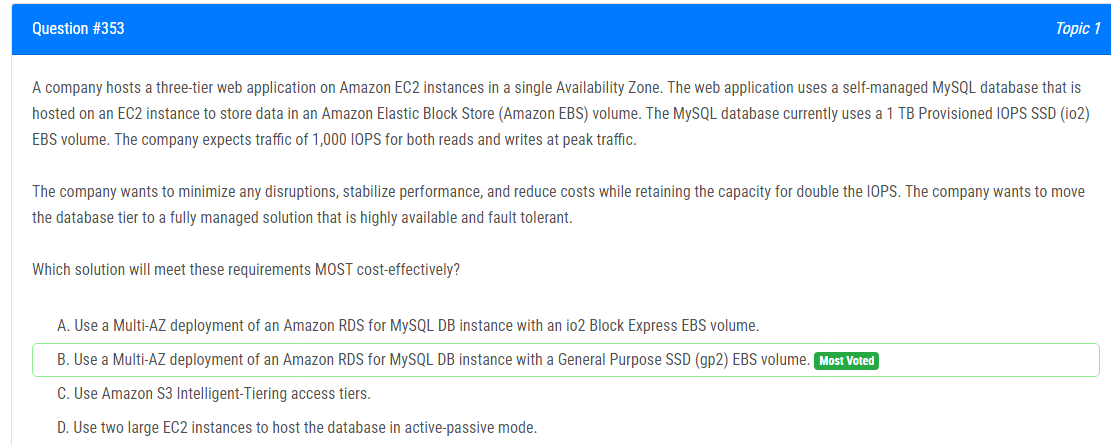 Question #353
Topic 1
A company hosts a three-tier web application on Amazon EC2 instances in a single Availability Zone. The web application uses a self-managed MySQL database that is
hosted on an EC2 instance to store data in an Amazon Elastic Block Store (Amazon EBS) volume. The MySQL database currently uses a 1 TB Provisioned IOPS SSD (io2)
EBS volume. The company expects traffic of 1,000 IOPS for both reads and writes at peak traffic.
The company wants to minimize any disruptions, stabilize performance, and reduce costs while retaining the capacity for double the IOPS. The company wants to move
the database tier to a fully managed solution that is highly available and fault tolerant.
Which solution will meet these requirements MOST cost-effectively?
A. Use a Multi-AZ deployment of an Amazon RDS for MySQL DB instance with an io2 Block Express EBS volume.
B. Use a Multi-AZ deployment of an Amazon RDS for MySQL DB instance with a General Purpose SSD (gp2) EBS volume. Most Voted
C. Use Amazon S3 Intelligent-Tiering access tiers.
D. Use two large EC2 instances to host the database in active-passive mode.